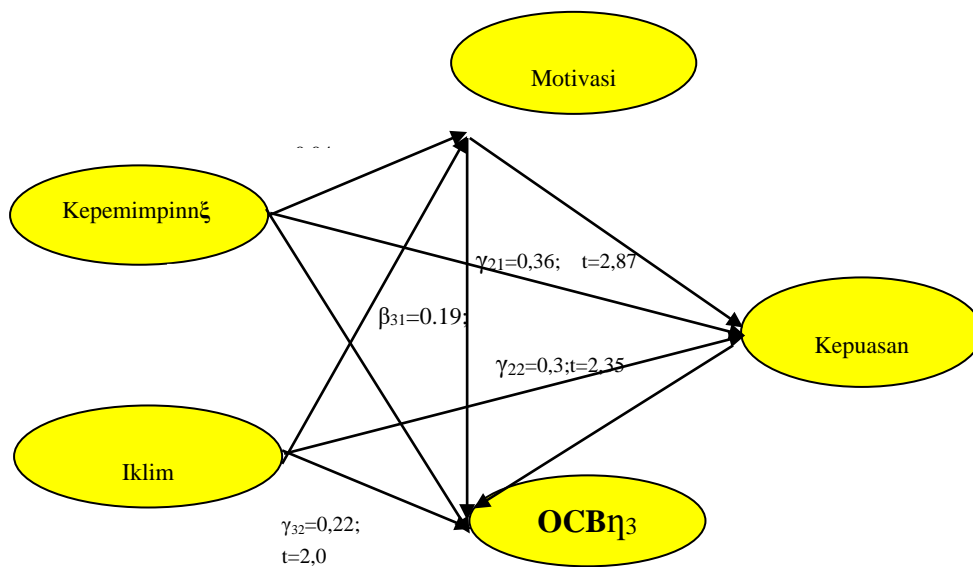 Motivasi
Kepemimpinnξ
γ21=0,36; t=2,87
β31=0.19;
Kepuasan
γ22=0,3;t=2,35
Iklim
OCBη3
γ32=0,22;
t=2,0